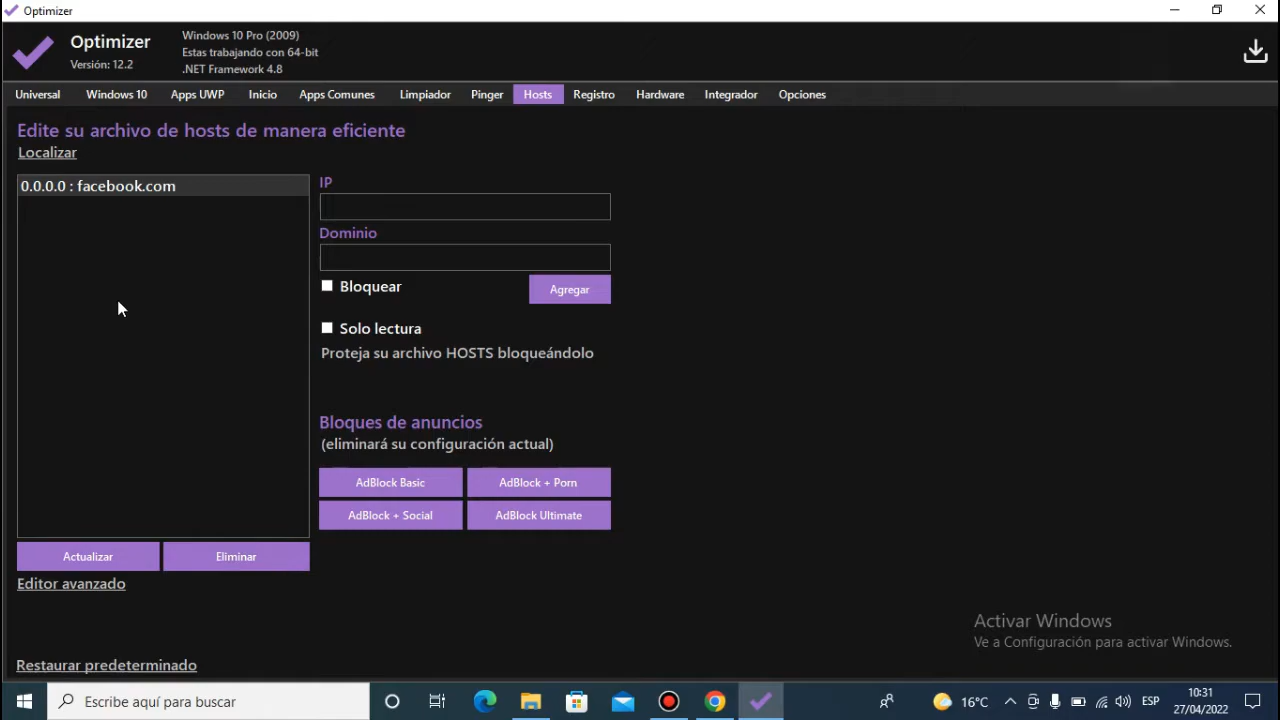 Optimizer
Optimizer
Versión: 12.2
Windows 10 Pro (2009)
Estas trabajando con 64-bit
.NET Framework 4.8
Universal Windows 10 Apps UWP Inicio Apps Comunes Limpiador Pinger Hosts Registro Hardware Integrador Opciones
Edite su archivo de hosts de manera eficiente
Localizar
0.0.0.0 : facebook.com
IP
Dominio
Bloquear
Agregar
Solo lectura
Proteja su archivo HOSTS bloqueándolo
Bloques de anuncios
(eliminará su configuración actual)
AdBlock Basic AdBlock + Porn
AdBlock + Social AdBlock Ultimate
Actualizar Eliminar
Editor avanzado
Restaurar predeterminado
Activar Windows
Ve a Configuración para activar Windows.
Escribe aquí para buscar
16°C
ESP
10:31
27/04/2022